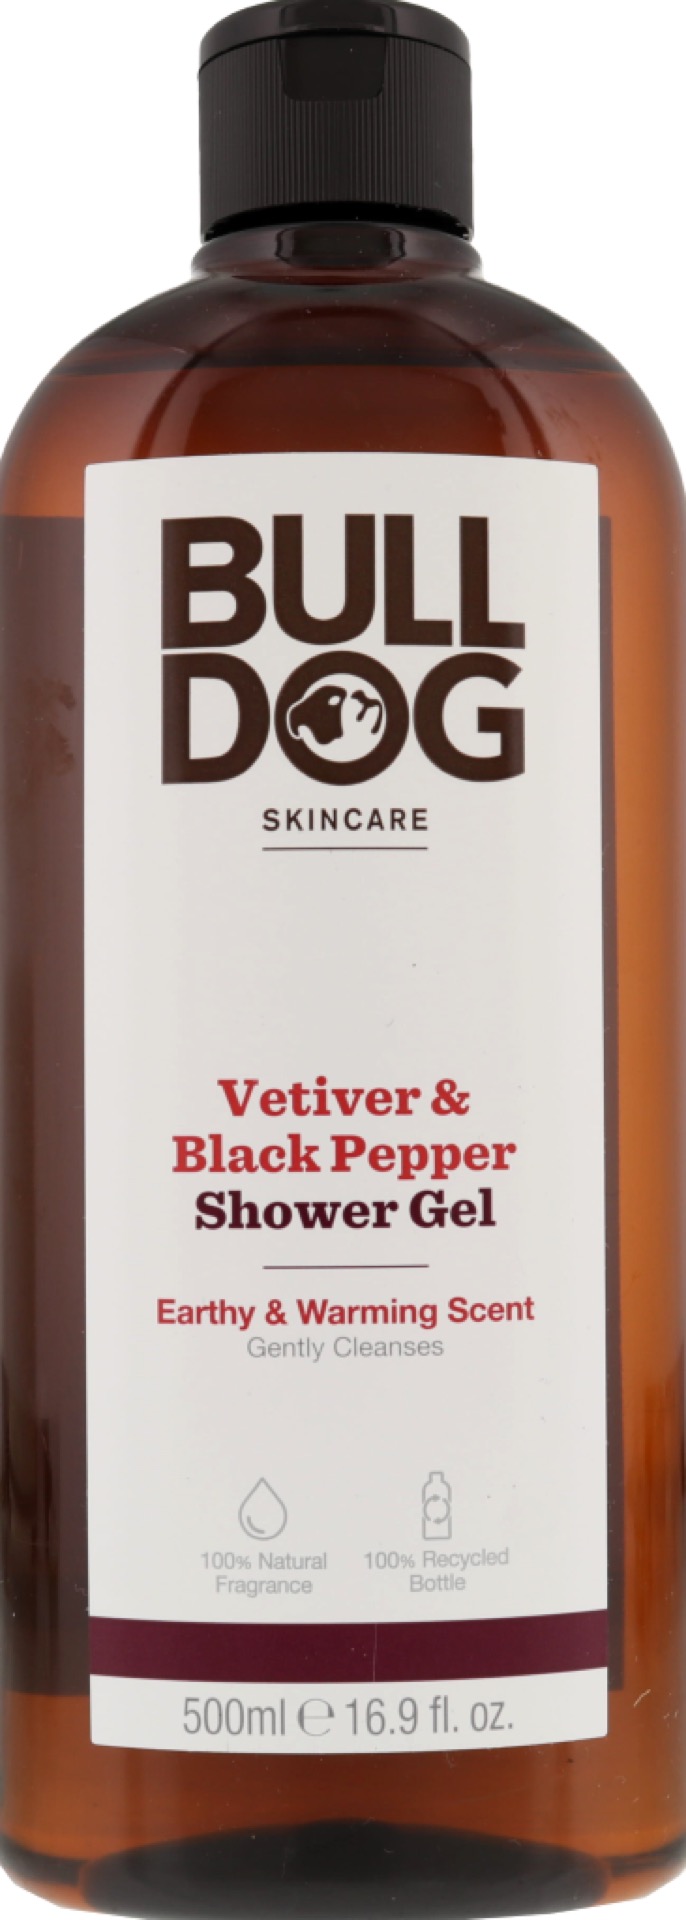 BULL
DOG
SKINCARE
Vetiver &
Black Pepper
Shower Gel
Earthy & Warming Scent
Gently Cleanses
100% Natural
Fragrance
100% Recycled
Bottle
500ml ℮ 16.9 fl. oz.